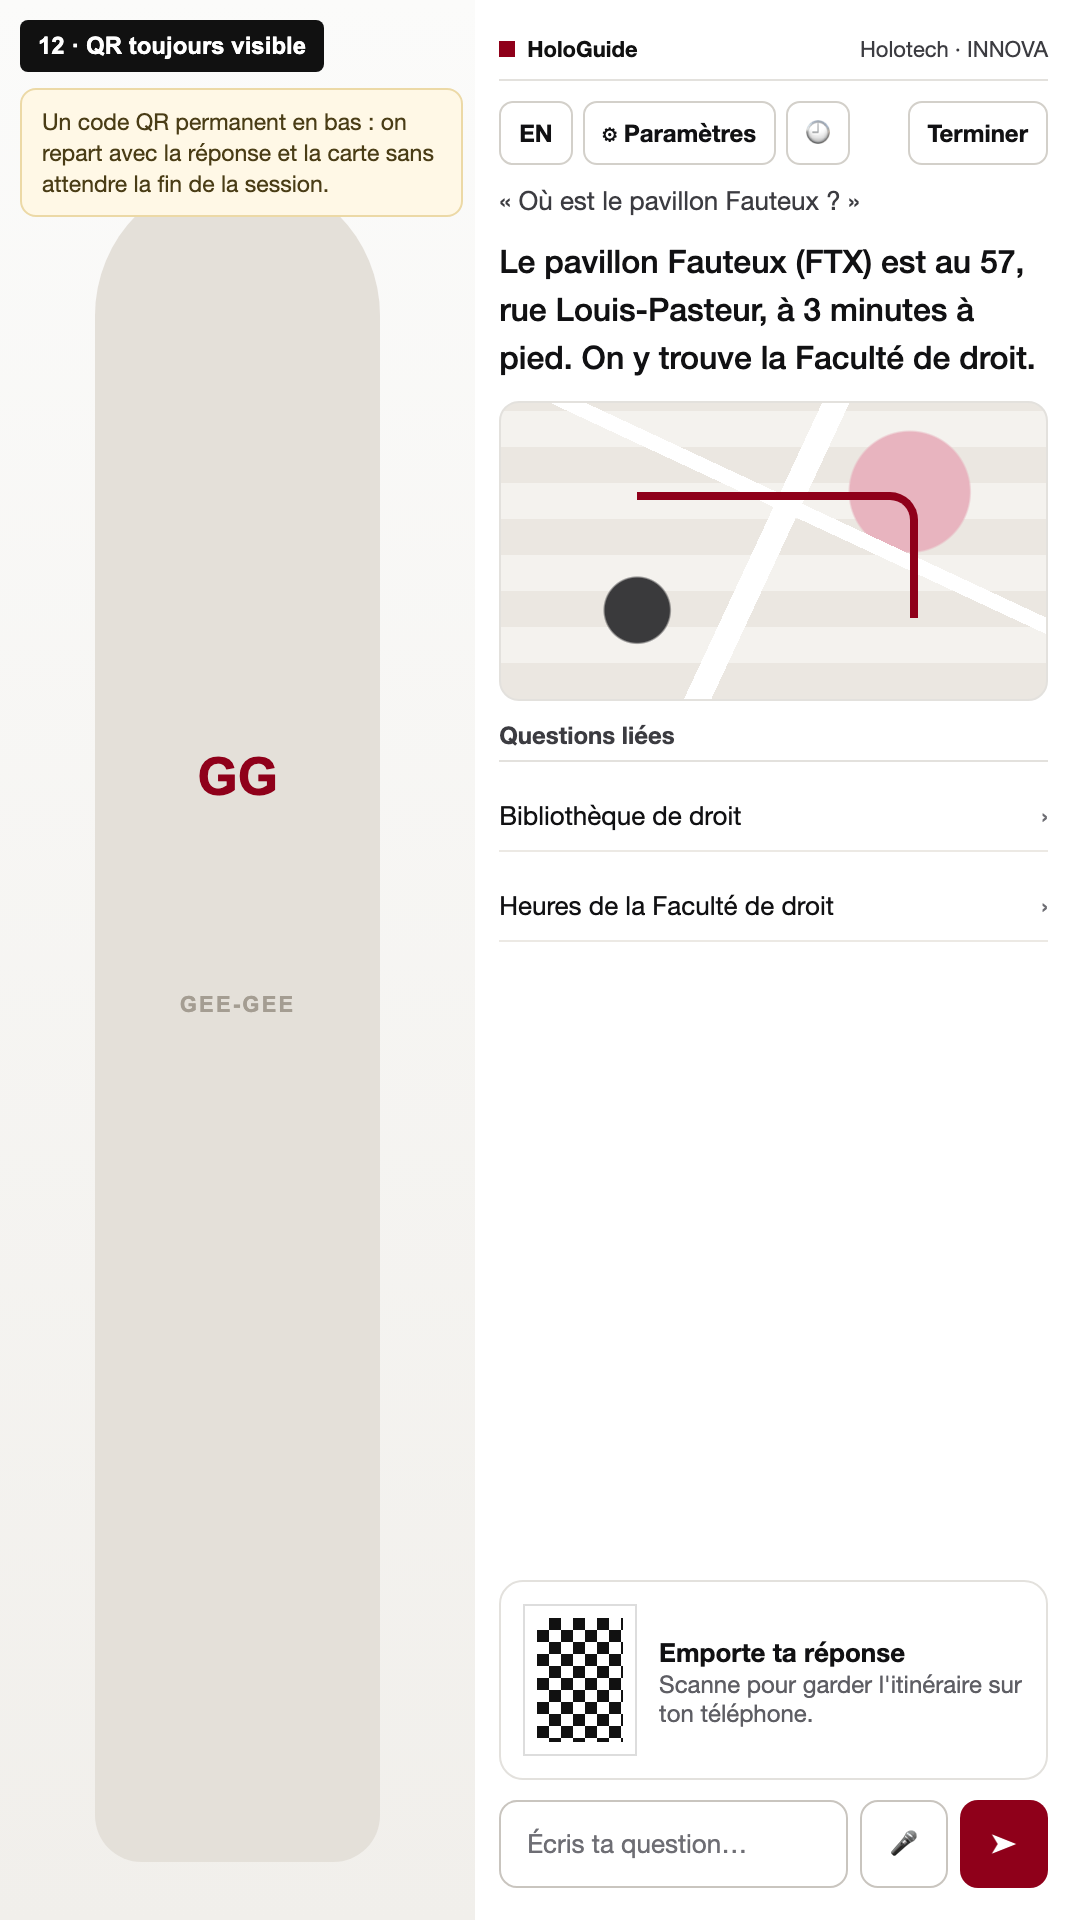 12 · QR toujours visible
Un code QR permanent en bas : on
repart avec la réponse et la carte sans
attendre la fin de la session.
GG
GEE-GEE
HoloGuide
Holotech · INNOVA
EN
⚙ Paramètres
Terminer
« Où est le pavillon Fauteux ? »
Le pavillon Fauteux (FTX) est au 57,
rue Louis-Pasteur, à 3 minutes à
pied. On y trouve la Faculté de droit.
Questions liées
Bibliothèque de droit ›
Heures de la Faculté de droit ›
Emporte ta réponse
Scanne pour garder l'itinéraire sur
ton téléphone.
Écris ta question…